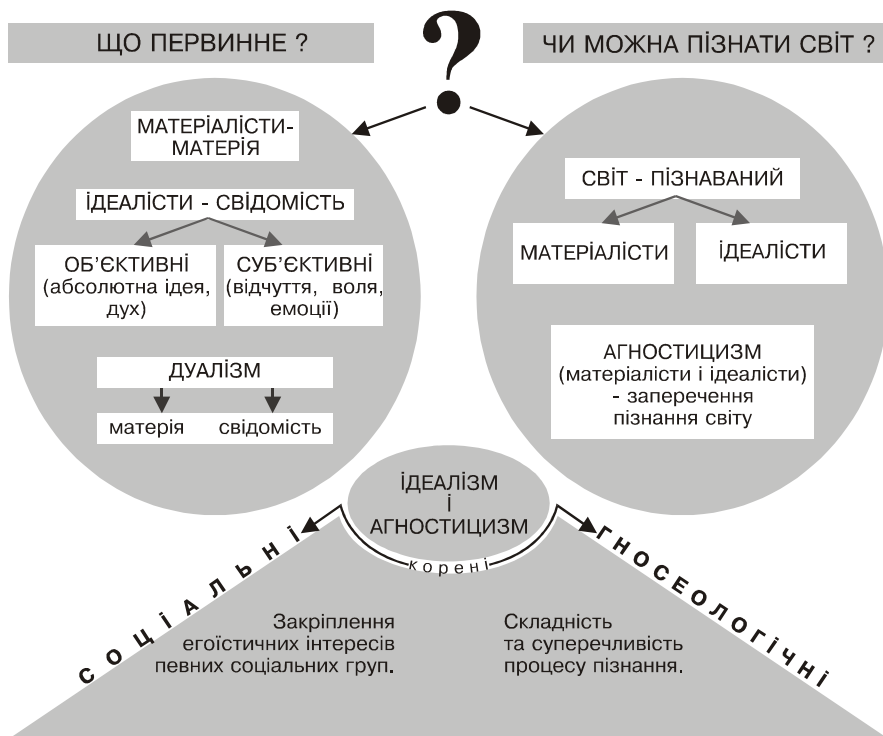 ЩО ПЕРВИННЕ ?
?
ЧИ МОЖНА ПІЗНАТИ СВІТ ?
МАТЕРІАЛІСТИ-
МАТЕРІЯ
ІДЕАЛІСТИ - СВІДОМІСТЬ
ОБ’ЄКТИВНІ
(абсолютна ідея,
дух)
СУБ’ЄКТИВНІ
(відчуття, воля,
емоції)
ДУАЛІЗМ
матерія
свідомість
СВІТ - ПІЗНАВАНИЙ
МАТЕРІАЛІСТИ
ІДЕАЛІСТИ
АГНОСТИЦИЗМ
(матеріалісти і ідеалісти)
- заперечення
пізнання світу
ІДЕАЛІЗМ
І
АГНОСТИЦИЗМ
корені
СОЦІАЛЬНІ
Закріплення
егоїстичних інтересів
певних соціальних груп.
ГНОСЕОЛОГІЧНІ
Складність
та суперечливість
процесу пізнання.